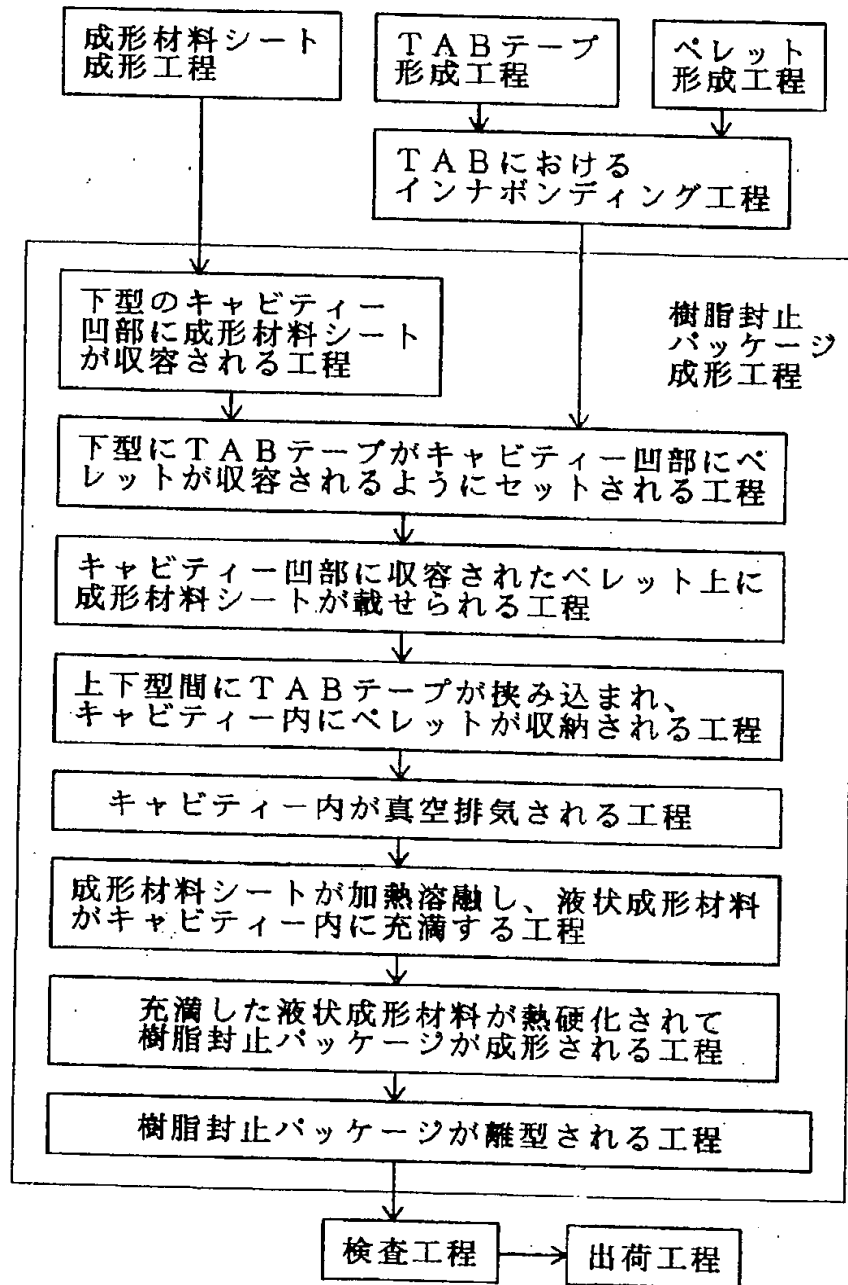 成形材料シート
成形工程
ＴＡＢテープ
形成工程
ペレット
形成工程
ＴＡＢにおける
インナボンディング工程
下型のキャビティー
凹部に成形材料シート
が収容される工程
樹脂封止
パッケージ
成形工程
下型にＴＡＢテープがキャビティー凹部にペ
レットが収容されるようにセットされる工程
キャビティー凹部に収容されたペレット上に
成形材料シートが載せられる工程
上下型間にＴＡＢテープが挟み込まれ、
キャビティー内にペレットが収納される工程
キャビティー内が真空排気される工程
成形材料シートが加熱溶融し、液状成形材料
がキャビティー内に充満する工程
充満した液状成形材料が熱硬化されて
樹脂封止パッケージが成形される工程
樹脂封止パッケージが離型される工程
検査工程
出荷工程